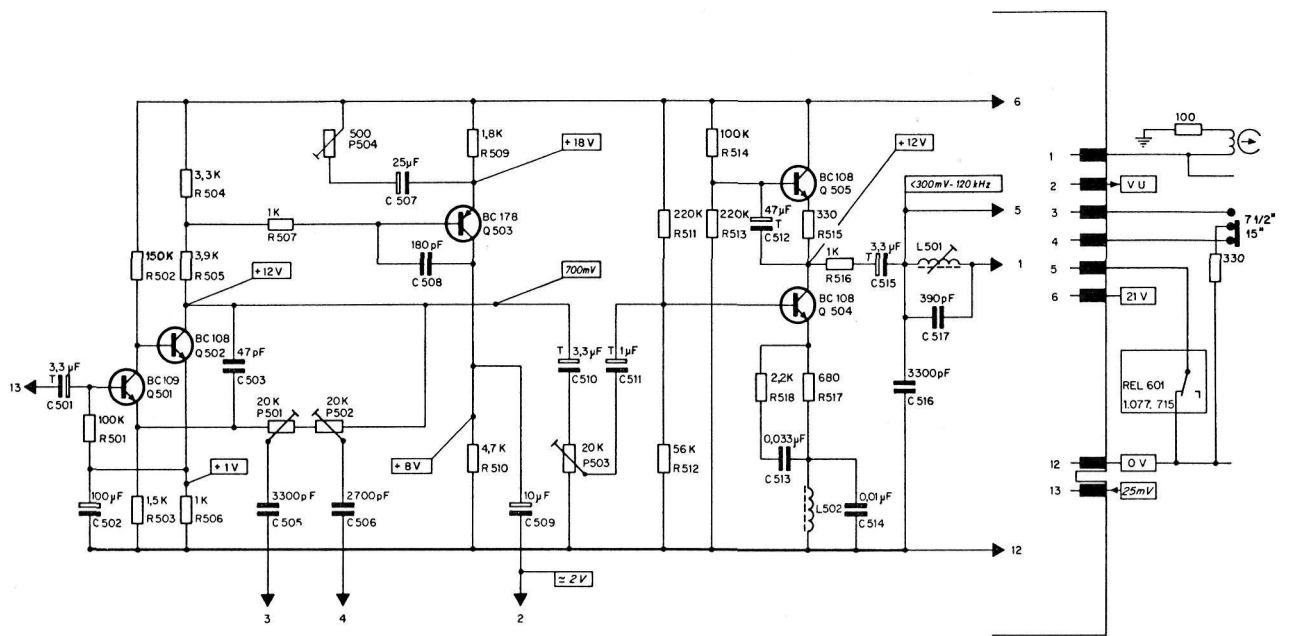 6
500
P504
1,8K
R509
+18V
100K
R514
+12V
BC108
Q505
<300mV-120kHz
25µF
C507
3,3K
R504
1K
R507
BC178
Q503
180pF
C508
150K
R502
3,9K
R505
+12V
700mV
220K
R511
220K
R513
47µF
T
C512
330
R515
1K
R516
3,3µF
T
C515
L501
5
1
390pF
C517
BC108
Q504
BC108
Q502
47pF
C503
T
3,3µF
C510
T
1µF
C511
13
3,3µF
T
C501
BC109
Q501
20K
P501
20K
P502
100K
R501
2,2K
R518
680
R517
3300pF
C516
+8V
4,7K
R510
20K
P503
56K
R512
0,033µF
C513
+1V
100µF
C502
1,5K
R503
1K
R506
3300pF
C505
2700pF
C506
10µF
C509
L502
0,01µF
C514
12
≈2V
3
4
2
100
1
2
VU
3
4
5
6
21V
7 1/2"
15"
330
REL 601
1.077.715
12
0V
13
25mV